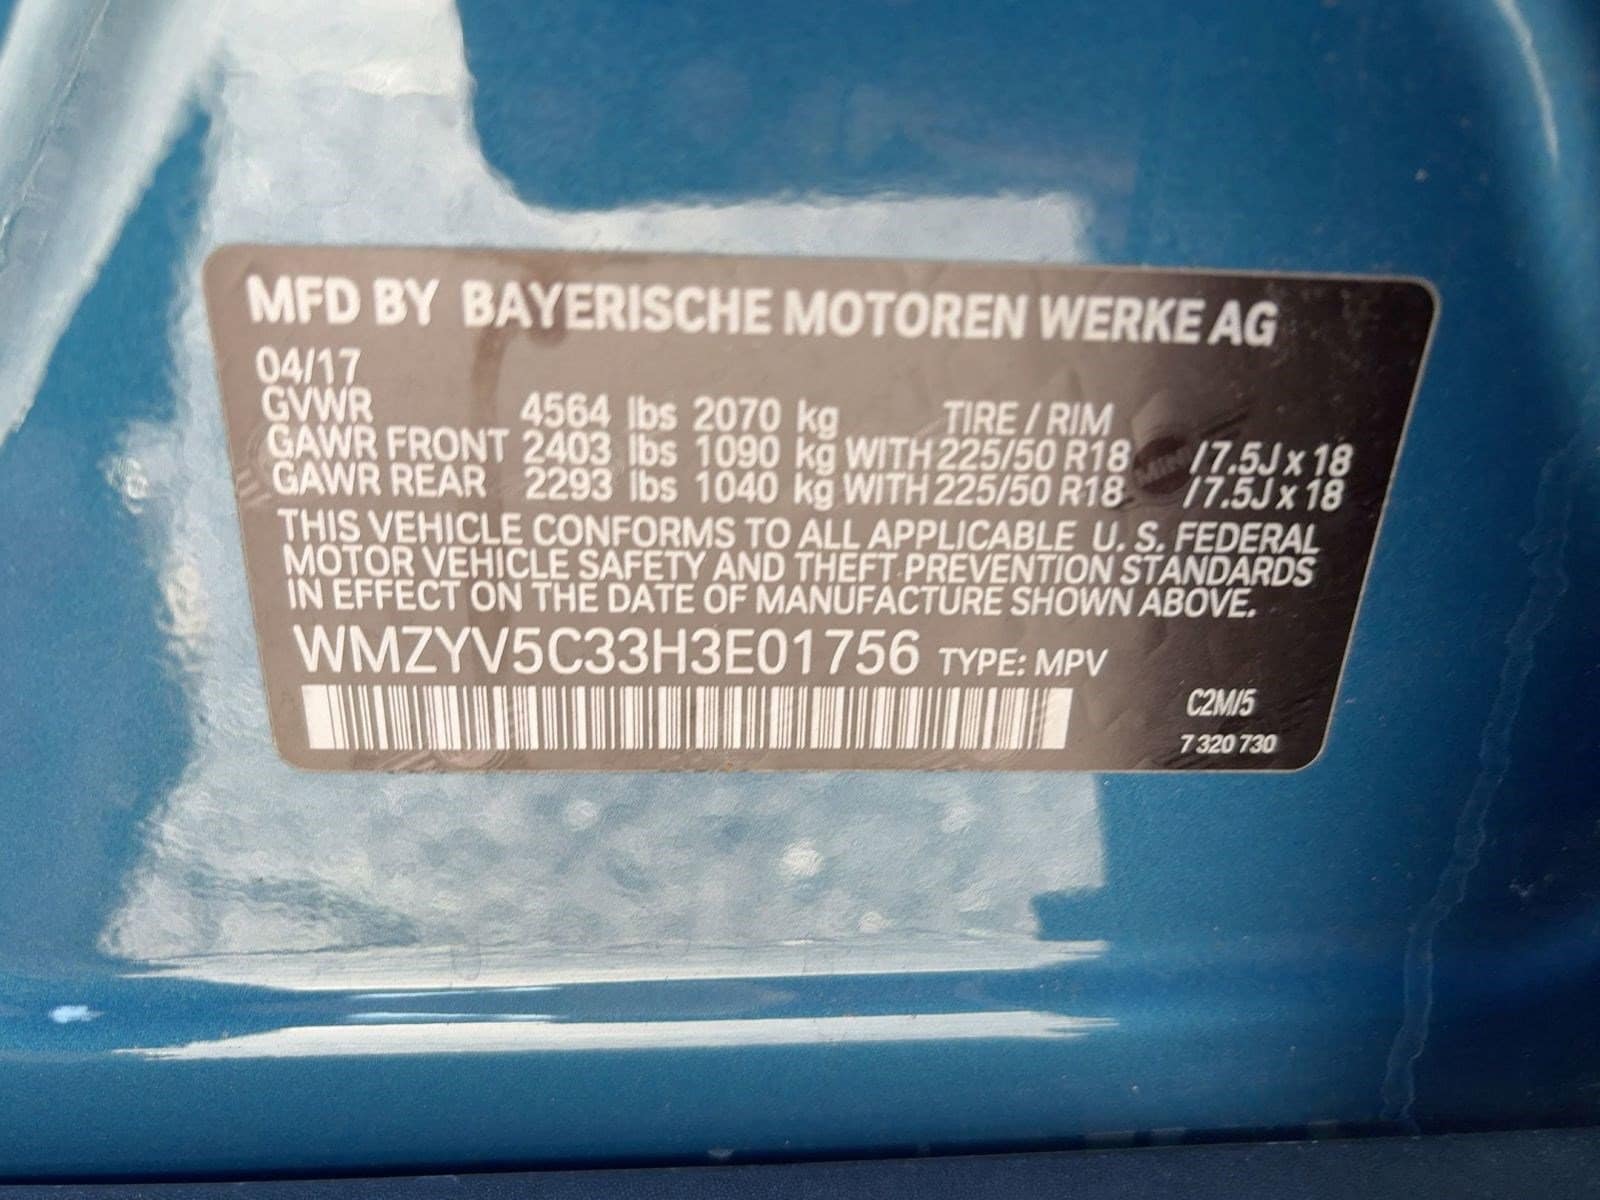 MFD BY BAYERISCHE MOTOREN WERKE AG
04/17
GVWR 4564 lbs 2070 kg TIRE / RIM
GAWR FRONT 2403 lbs 1090 kg WITH 225/50 R18 /7.5J x 18
GAWR REAR 2293 lbs 1040 kg WITH 225/50 R18 /7.5J x 18
THIS VEHICLE CONFORMS TO ALL APPLICABLE U. S. FEDERAL
MOTOR VEHICLE SAFETY AND THEFT PREVENTION STANDARDS
IN EFFECT ON THE DATE OF MANUFACTURE SHOWN ABOVE.
WMZYV5C33H3E01756 TYPE: MPV
C2M/5
7 320 730
MINI